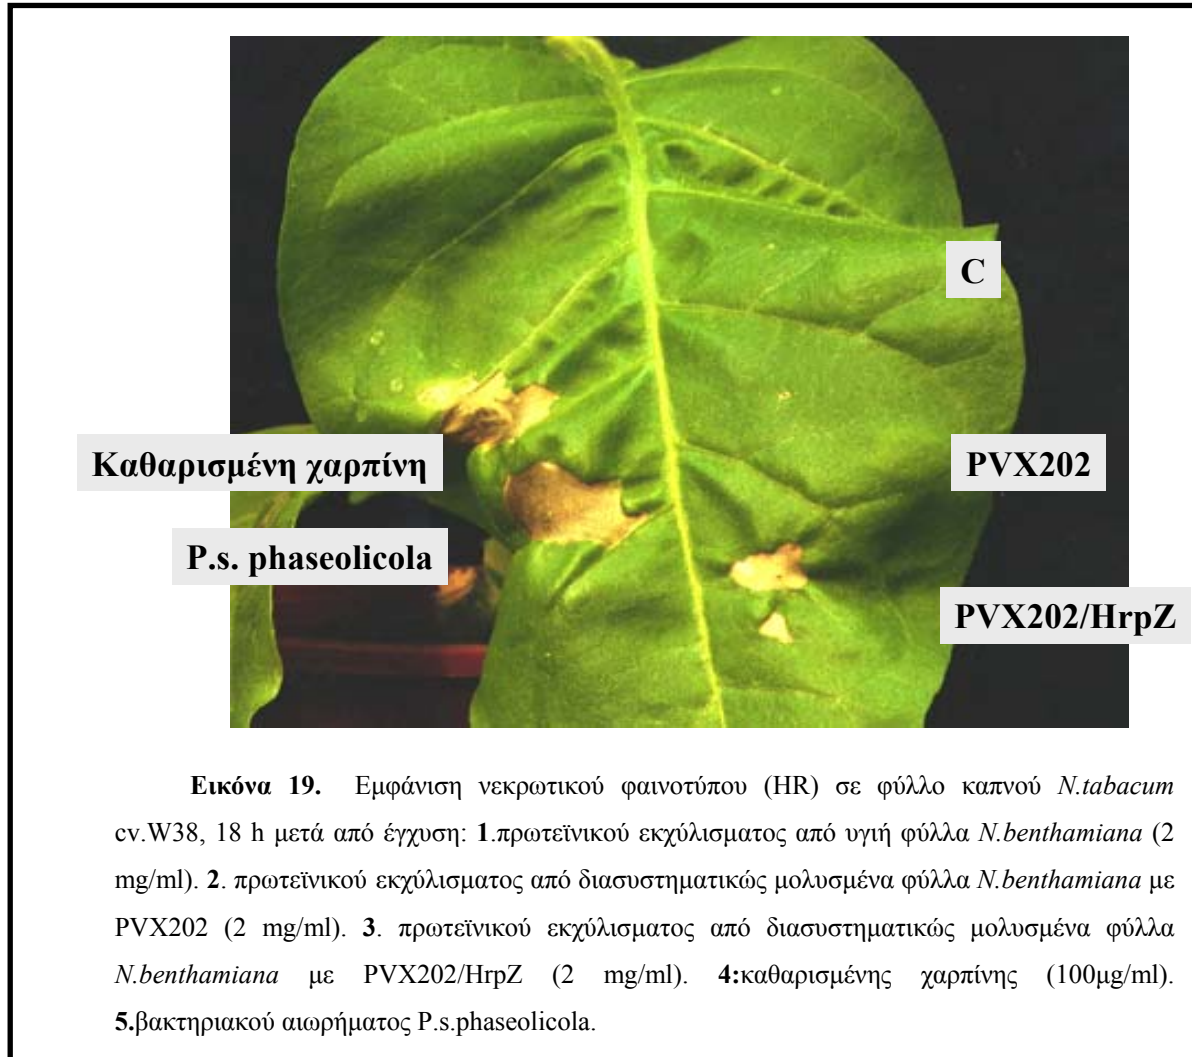 C
Καθαρισμένη χαρπίνη
PVX202
P.s. phaseolicola
PVX202/HrpZ
Εικόνα 19. Εμφάνιση νεκρωτικού φαινοτύπου (HR) σε φύλλο καπνού N.tabacum
cv.W38, 18 h μετά από έγχυση: 1.πρωτεϊνικού εκχύλισματος από υγιή φύλλα N.benthamiana (2
mg/ml). 2. πρωτεϊνικού εκχύλισματος από διασυστηματικώς μολυσμένα φύλλα N.benthamiana με
PVX202 (2 mg/ml). 3. πρωτεϊνικού εκχύλισματος από διασυστηματικώς μολυσμένα φύλλα
N.benthamiana με PVX202/HrpZ (2 mg/ml). 4:καθαρισμένης χαρπίνης (100μg/ml).
5.βακτηριακού αιωρήματος P.s.phaseolicola.